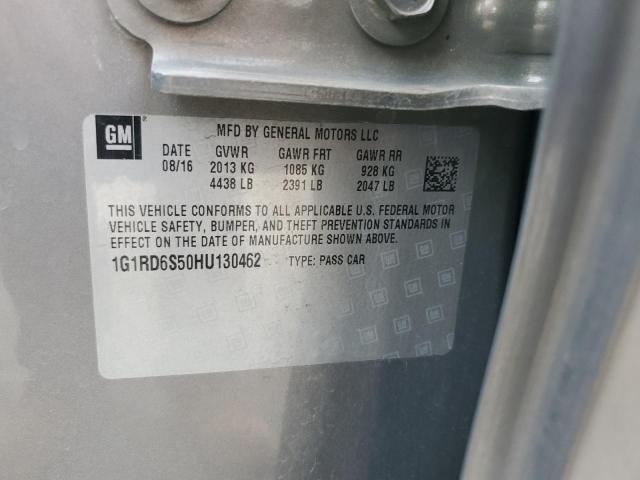 GM
MFD BY GENERAL MOTORS LLC
DATE GVWR GAWR FRT GAWR RR
08/16 2013 KG 1085 KG 928 KG
4438 LB 2391 LB 2047 LB
THIS VEHICLE CONFORMS TO ALL APPLICABLE U.S. FEDERAL MOTOR
VEHICLE SAFETY, BUMPER, AND THEFT PREVENTION STANDARDS IN
EFFECT ON THE DATE OF MANUFACTURE SHOWN ABOVE.
1G1RD6S50HU130462 TYPE: PASS CAR